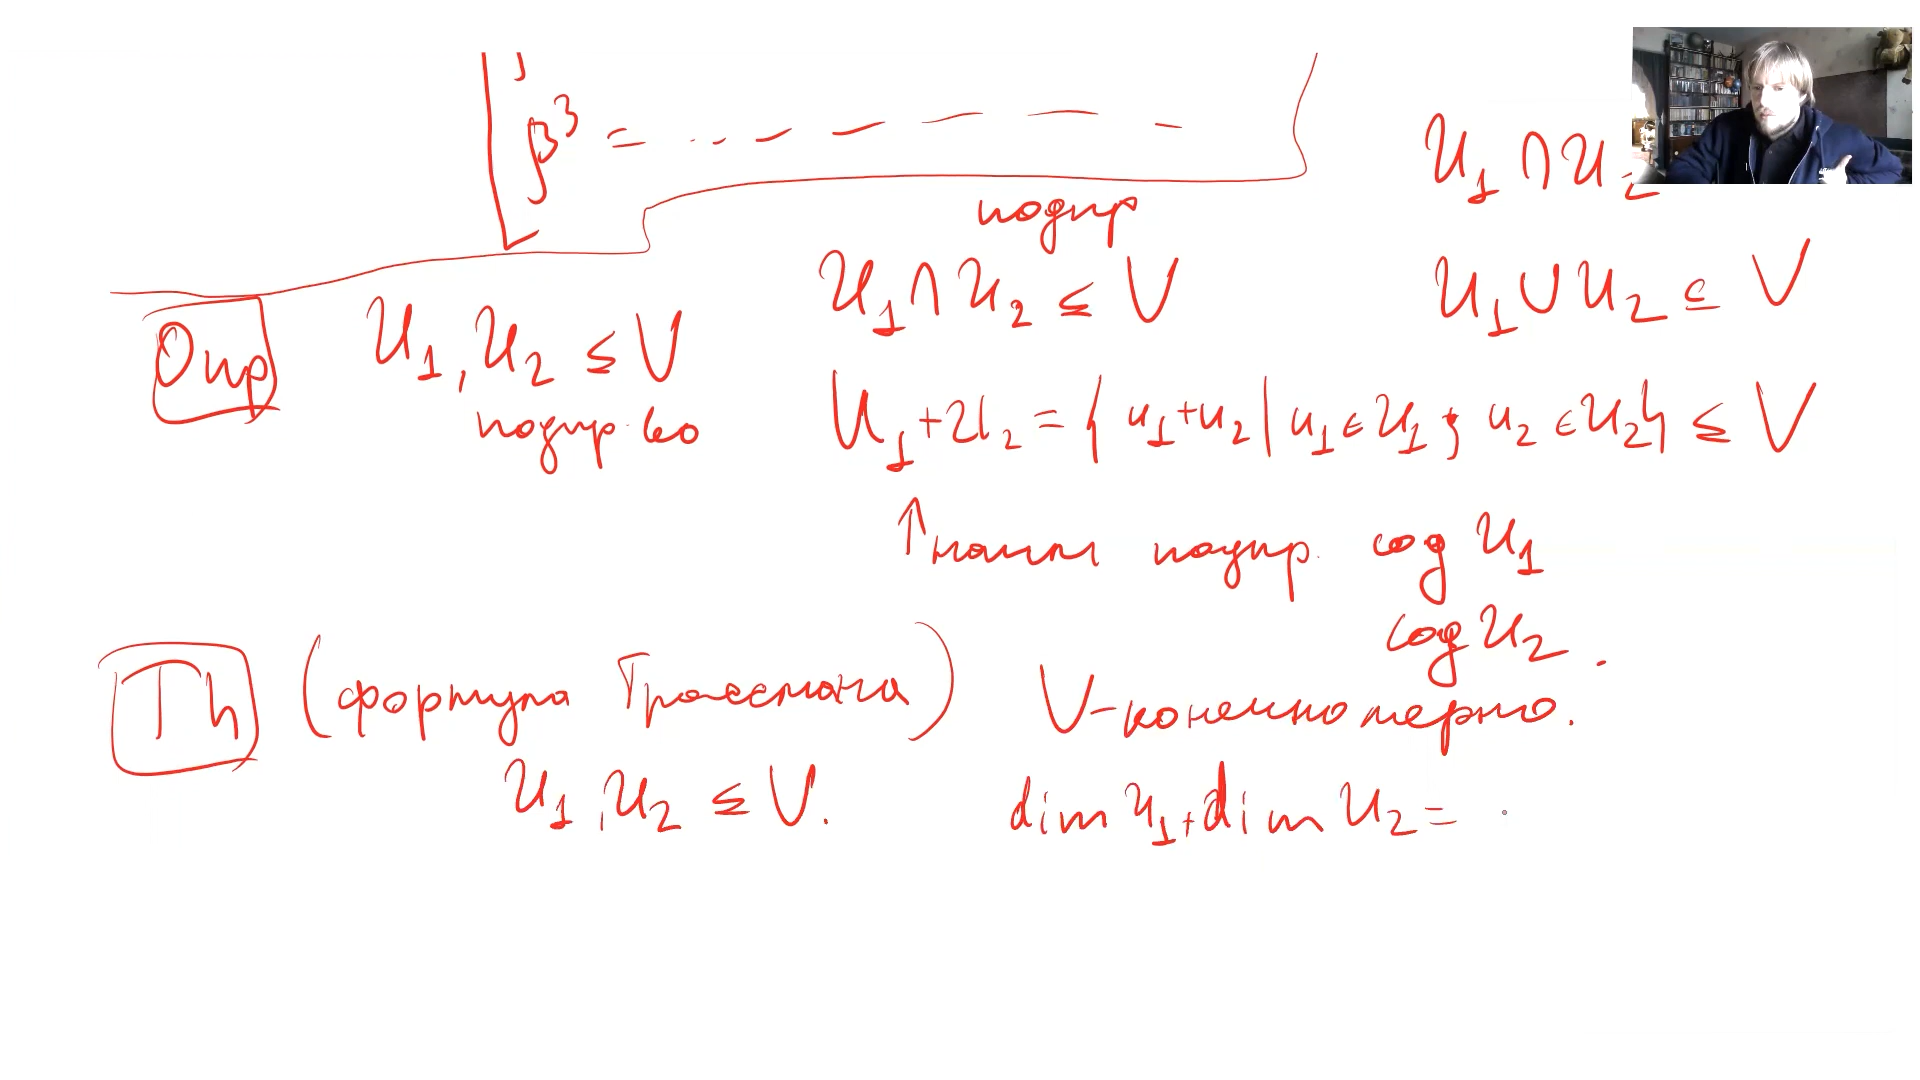 β³ = ... - - - - -
U₁ ∩ U₂
подпр
Опр U₁, U₂ ≤ V U₁ ∩ U₂ ≤ V U₁ ∪ U₂ ⊆ V
подпр-во U₁ + U₂ = { u₁ + u₂ | u₁ ∈ U₁ ; u₂ ∈ U₂ } ≤ V
↑ наим подпр. сод U₁
сод U₂.
Th (формула Грассмана) V - конечномерно.
U₁, U₂ ≤ V. dim U₁ + dim U₂ =